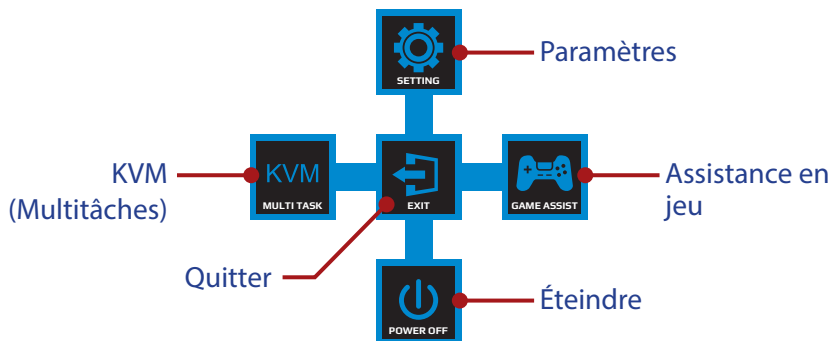 SETTING
Paramètres
KVM
(Multitâches)
KVM
MULTI TASK
EXIT
GAME ASSIST
Assistance en
jeu
Quitter
POWER OFF
Éteindre